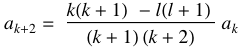 a_{k+2} = \frac{k(k+1) - l(l+1)}{(k+1)(k+2)} a_k